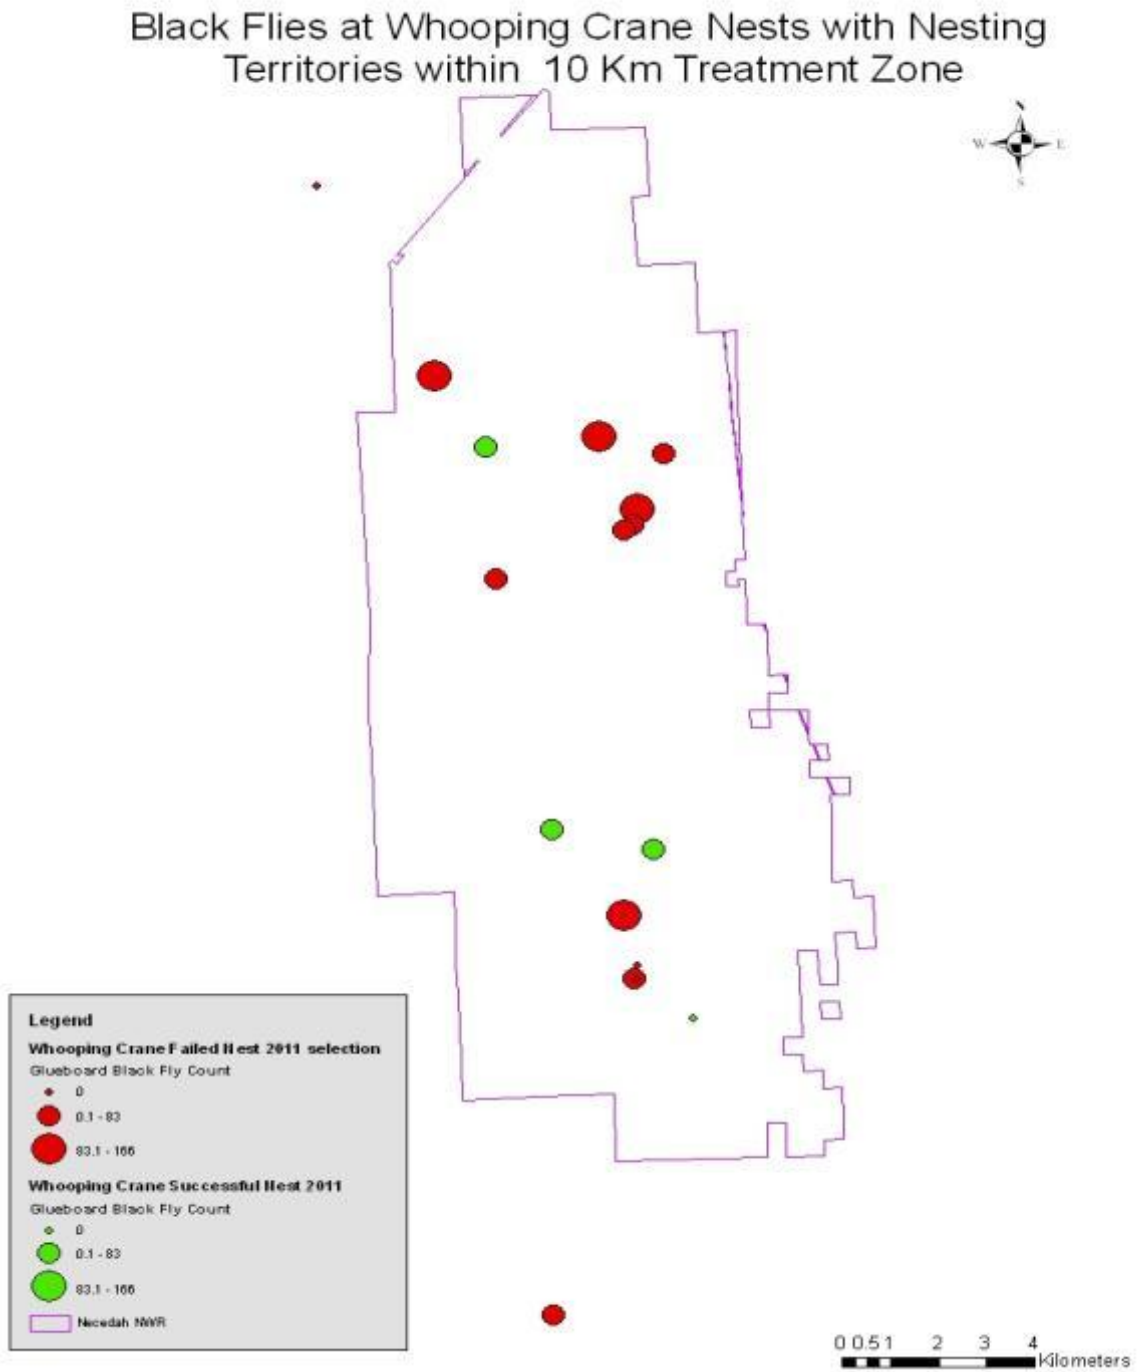 Black Flies at Whooping Crane Nests with Nesting
Territories within 10 Km Treatment Zone
N
W E
S
Legend
Whooping Crane Failed Nest 2011 selection
Glueboard Black Fly Count
0
0.1 - 83
83.1 - 166
Whooping Crane Successful Nest 2011
Glueboard Black Fly Count
0
0.1 - 83
83.1 - 166
Necedah NWR
0 0.5 1 2 3 4
Kilometers